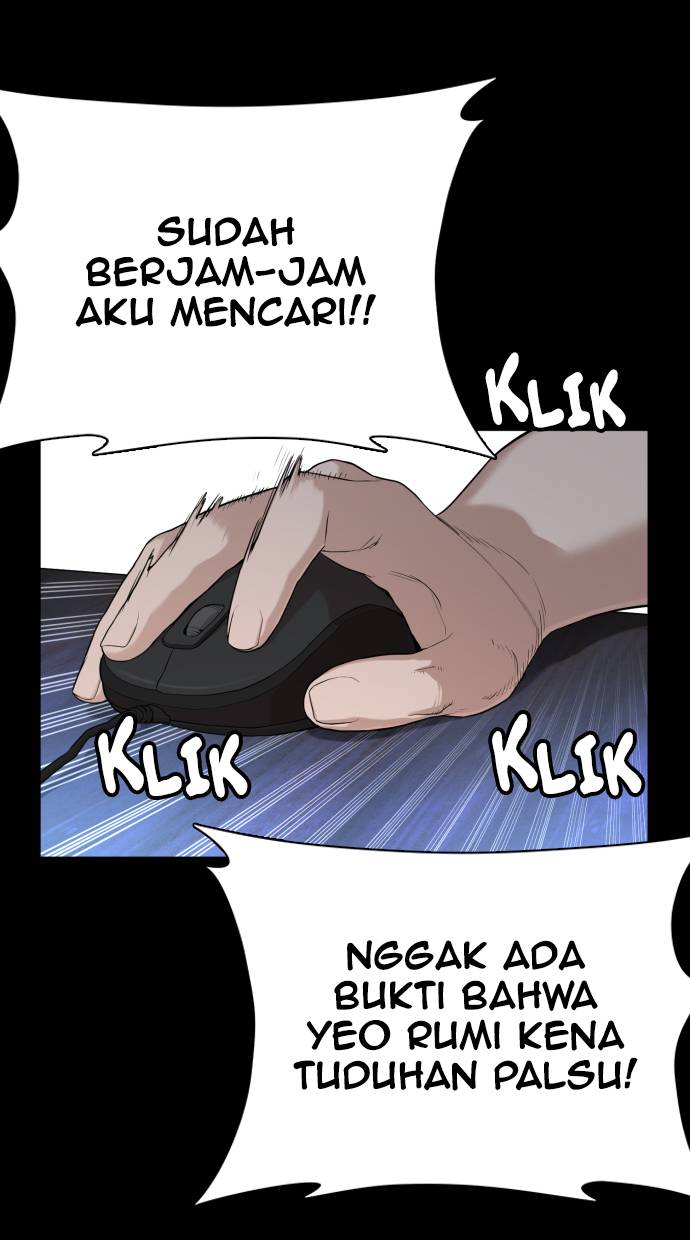 SUDAH
BERJAM-JAM
AKU MENCARI!!
KLIK
KLIK
KLIK
NGGAK ADA
BUKTI BAHWA
YEO RUMI KENA
TUDUHAN PALSU!